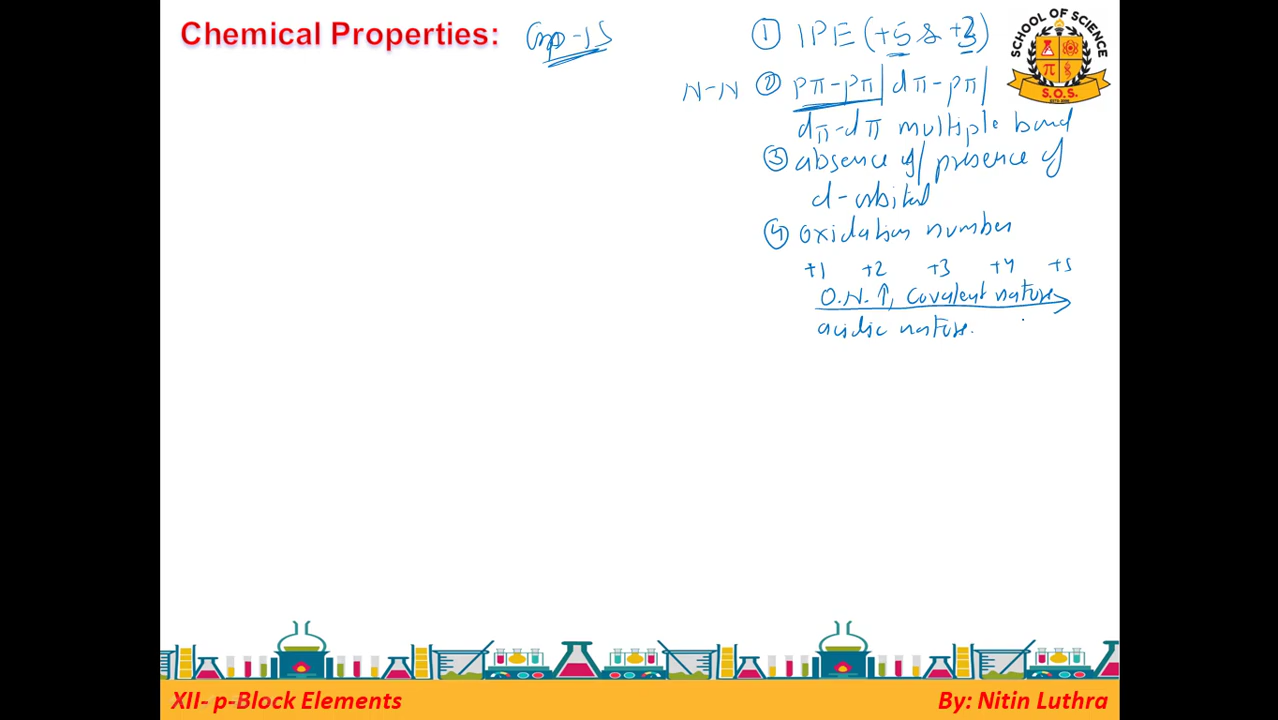 Chemical Properties: Grp-15
① IPE (+5 & +3)
N-N ② pπ-pπ| dπ-pπ|
dπ-dπ multiple bond
③ absence of/ presence of
d-orbital
④ oxidation number
+1 +2 +3 +4 +5
O.N.↑, Covalent nature
acidic nature.
SCHOOL OF SCIENCE
S.O.S.
XII- p-Block Elements
By: Nitin Luthra